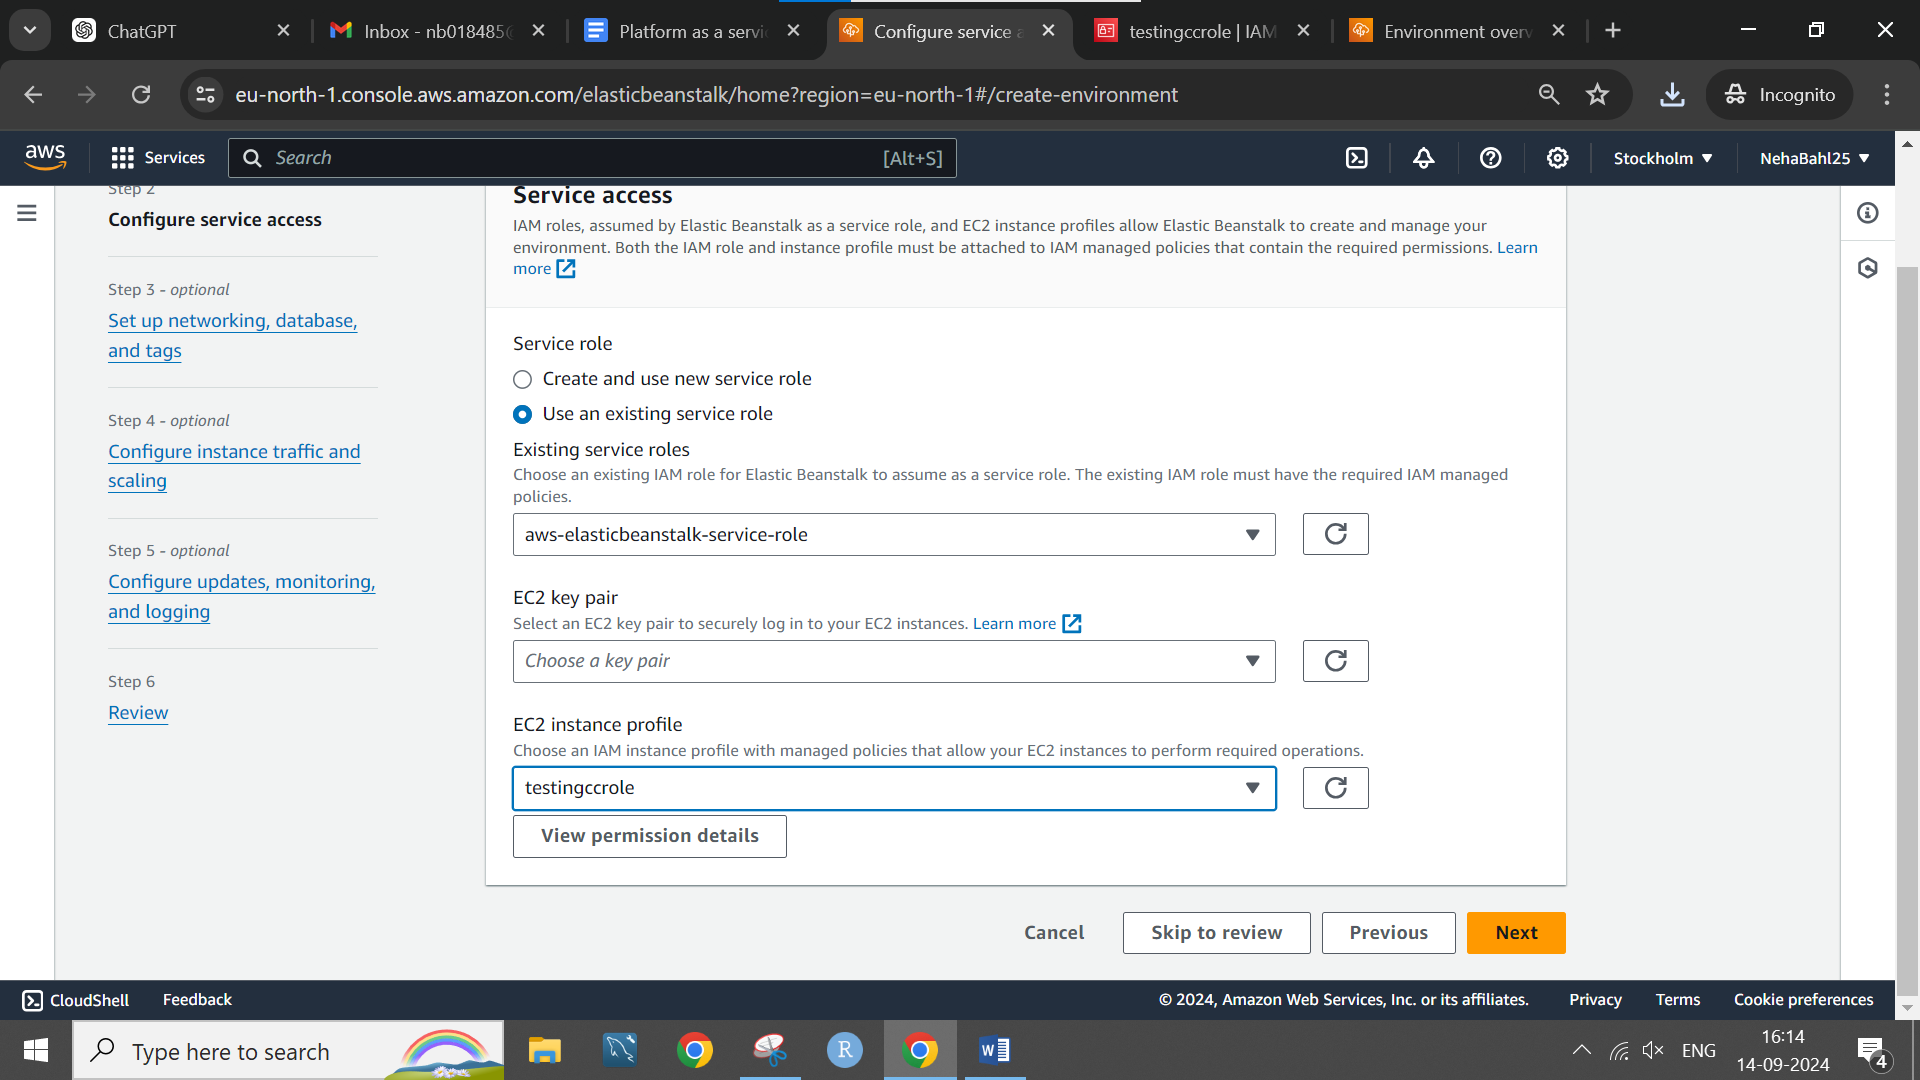 ChatGPT
Inbox - nb018485@
Platform as a servi
Configure service a
testingccrole | IAM
Environment overv
eu-north-1.console.aws.amazon.com/elasticbeanstalk/home?region=eu-north-1#/create-environment
Incognito
aws
Services
Search
[Alt+S]
Stockholm
NehaBahl25
Step 2
Configure service access
Step 3 - optional
Set up networking, database,
and tags
Step 4 - optional
Configure instance traffic and
scaling
Step 5 - optional
Configure updates, monitoring,
and logging
Step 6
Review
Service access
IAM roles, assumed by Elastic Beanstalk as a service role, and EC2 instance profiles allow Elastic Beanstalk to create and manage your
environment. Both the IAM role and instance profile must be attached to IAM managed policies that contain the required permissions. Learn
more
Service role
Create and use new service role
Use an existing service role
Existing service roles
Choose an existing IAM role for Elastic Beanstalk to assume as a service role. The existing IAM role must have the required IAM managed
policies.
aws-elasticbeanstalk-service-role
EC2 key pair
Select an EC2 key pair to securely log in to your EC2 instances. Learn more
Choose a key pair
EC2 instance profile
Choose an IAM instance profile with managed policies that allow your EC2 instances to perform required operations.
testingccrole
View permission details
Cancel
Skip to review
Previous
Next
CloudShell
Feedback
© 2024, Amazon Web Services, Inc. or its affiliates.
Privacy
Terms
Cookie preferences
Type here to search
R
W
ENG
16:14
14-09-2024
4